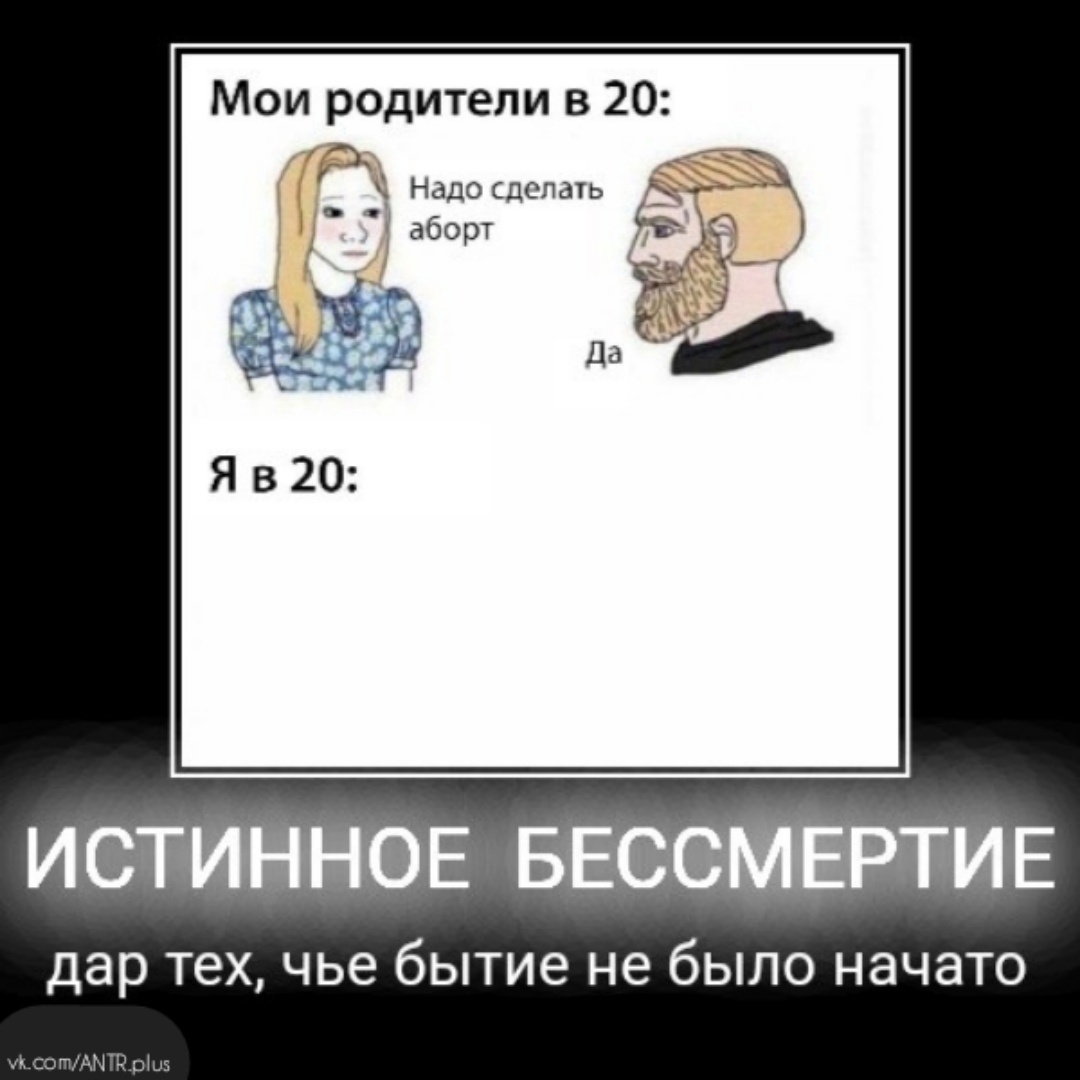 Мои родители в 20:
Надо сделать
аборт
Да
Я в 20:
ИСТИННОЕ БЕССМЕРТИЕ
дар тех, чье бытие не было начато
vk.com/ANTR.plus